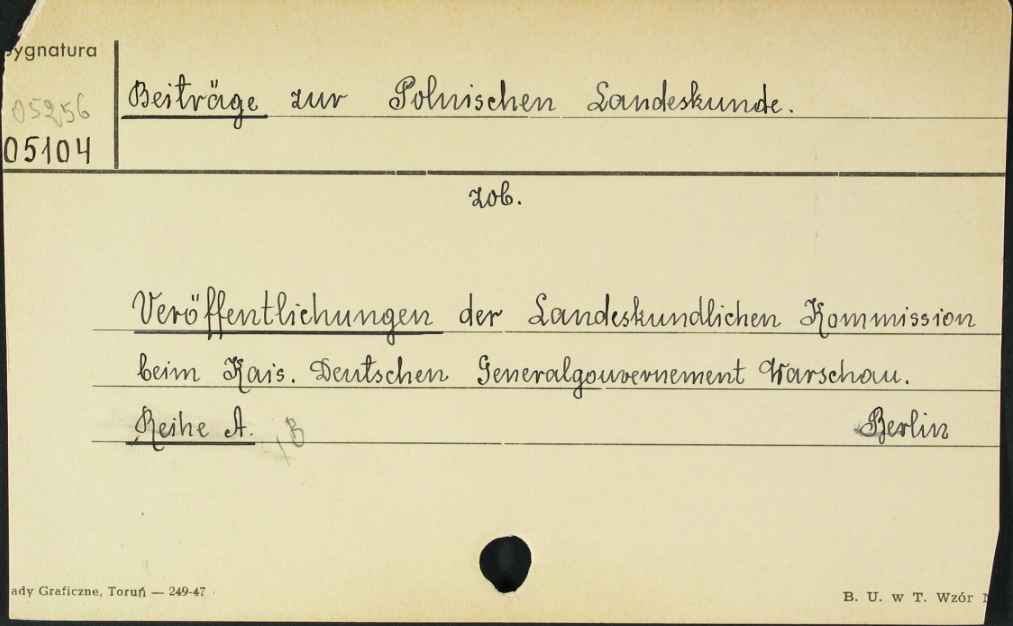 Sygnatura
05256
05104
Beiträge zur Polnischen Landeskunde.
zob.
Veröffentlichungen der Landeskundlichen Kommission
beim Kais. Deutschen Generalgouvernement Warschau.
Reihe A. + B
Berlin
ady Graficzne, Toruń — 249-47
B. U. w T. Wzór